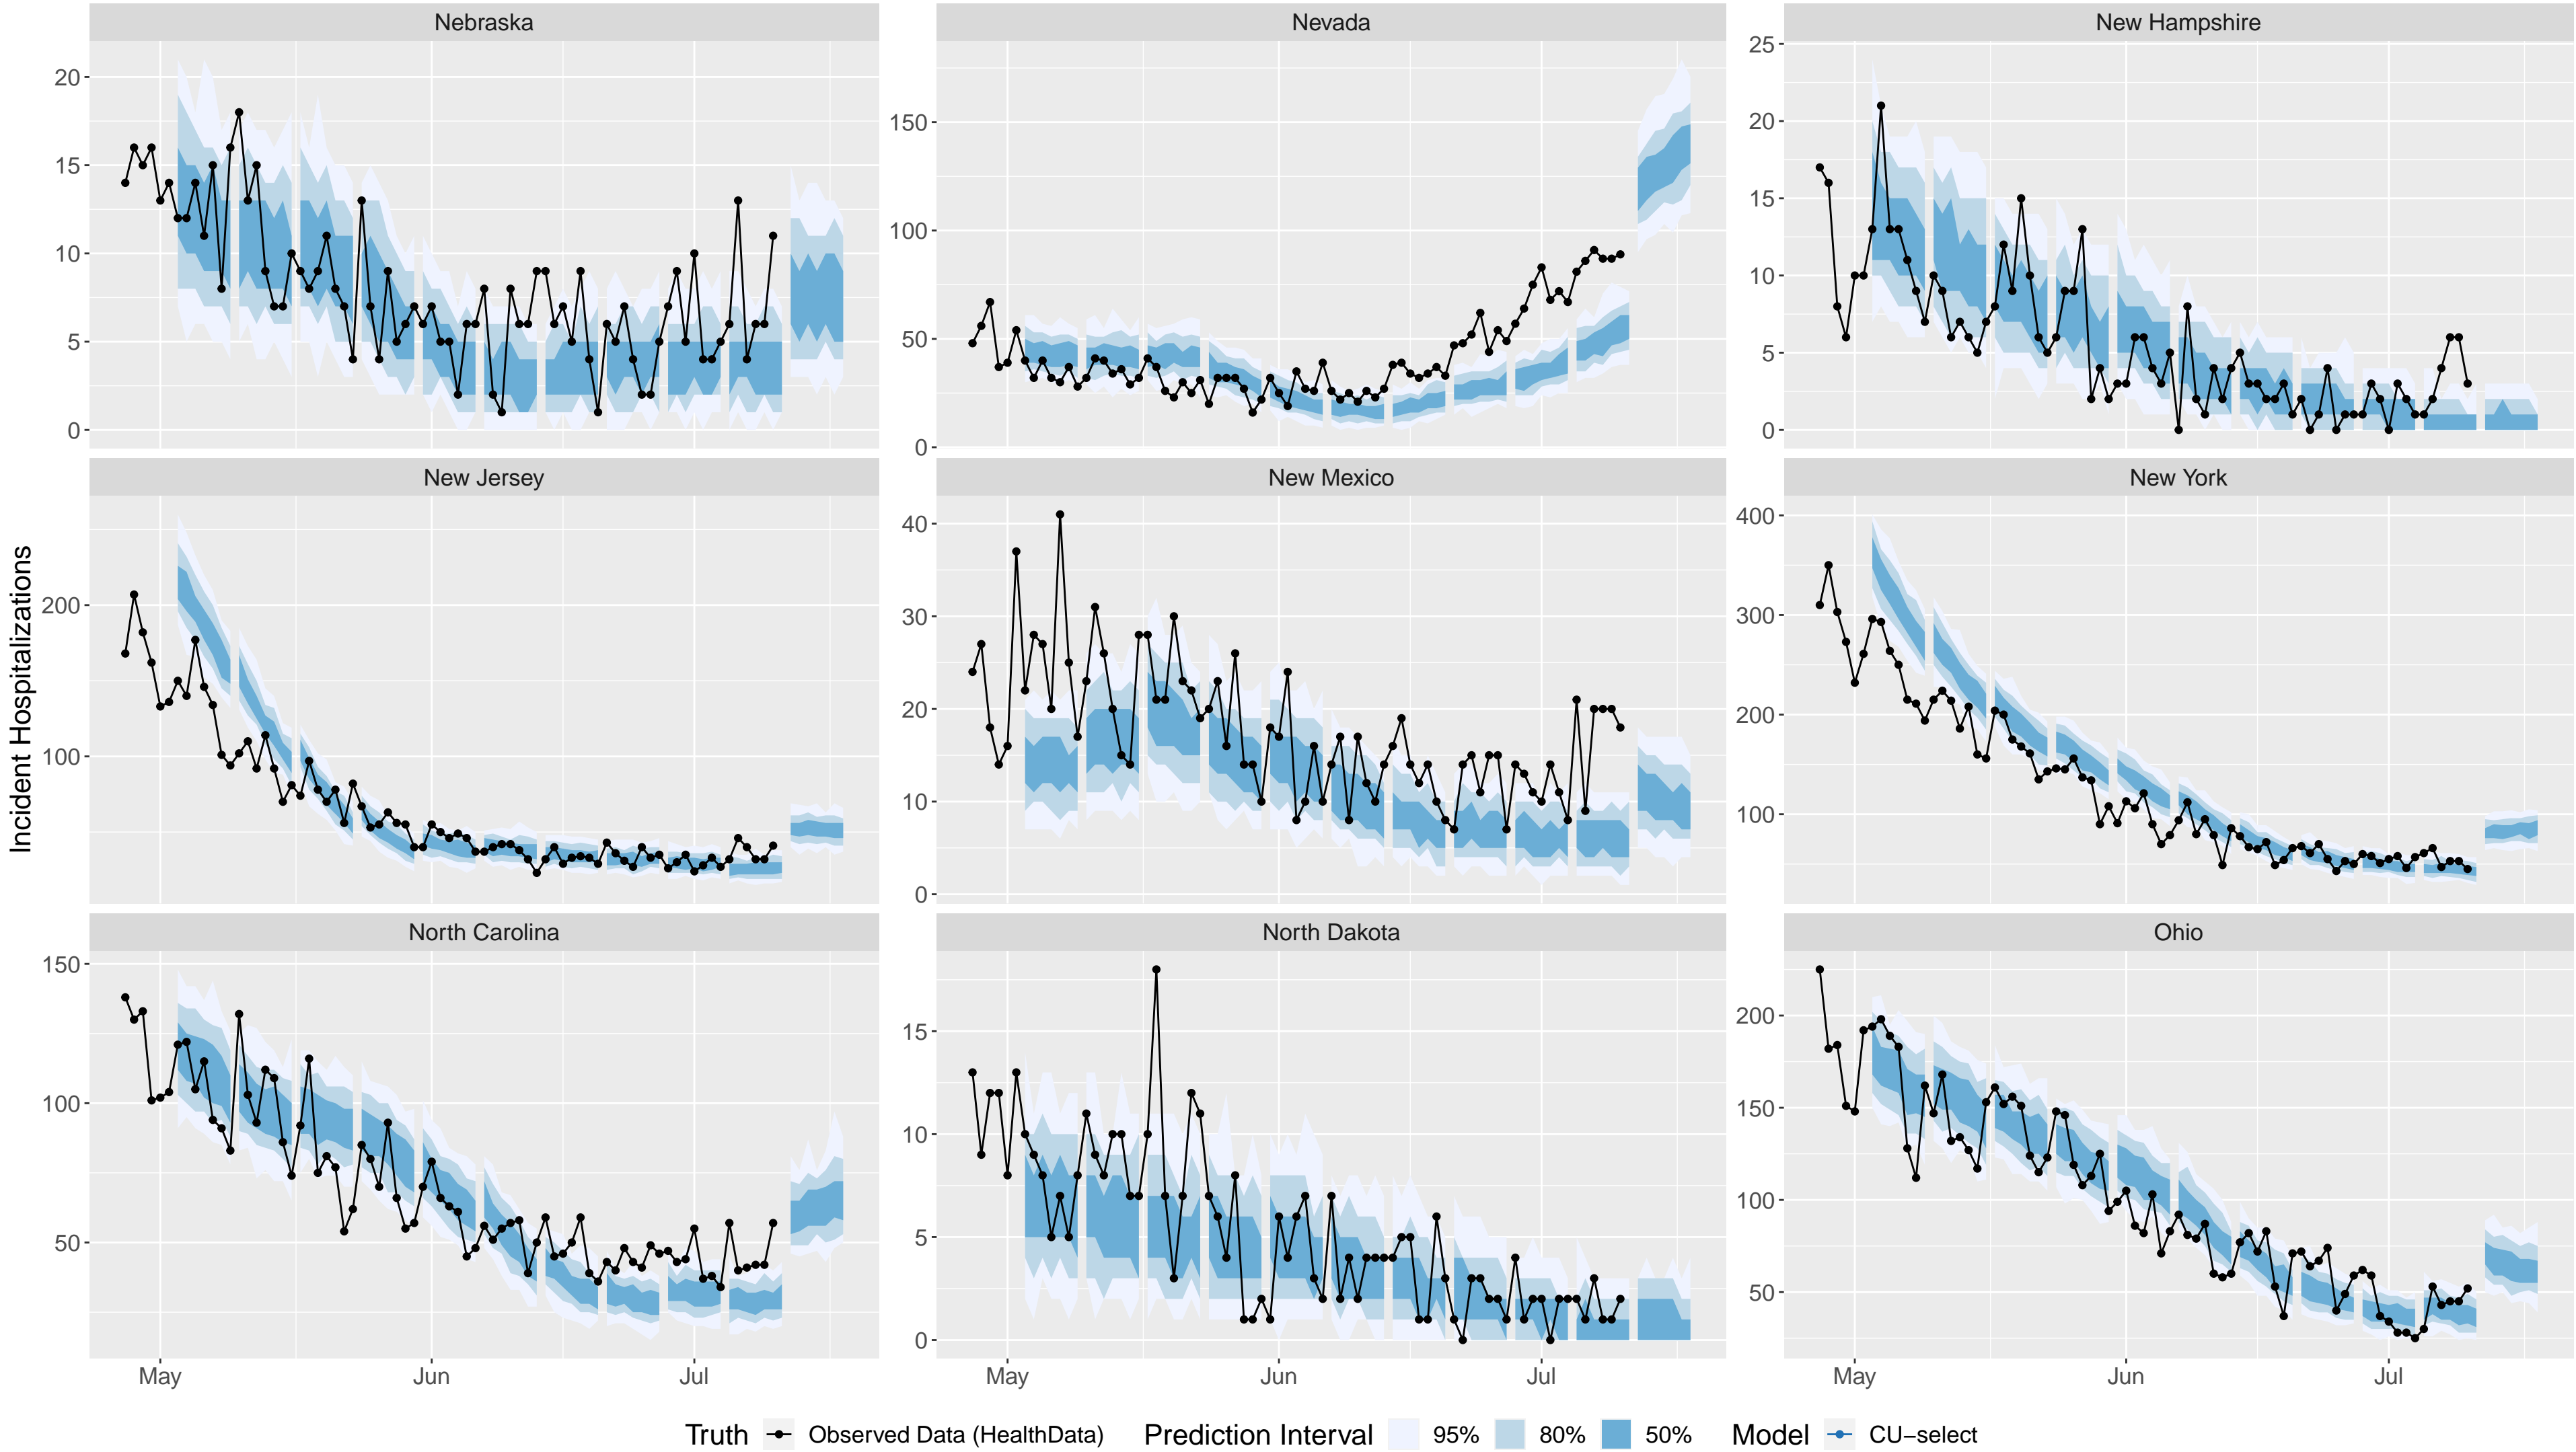 Nebraska
Nevada
New Hampshire
20
15
10
5
0
150
100
50
0
25
20
15
10
5
0
New Jersey
New Mexico
New York
Incident Hospitalizations
200
100
40
30
20
10
0
400
300
200
100
North Carolina
North Dakota
Ohio
150
100
50
15
10
5
0
200
150
100
50
May Jun Jul
May Jun Jul
May Jun Jul
Truth Observed Data (HealthData) Prediction Interval 95% 80% 50% Model CU−select